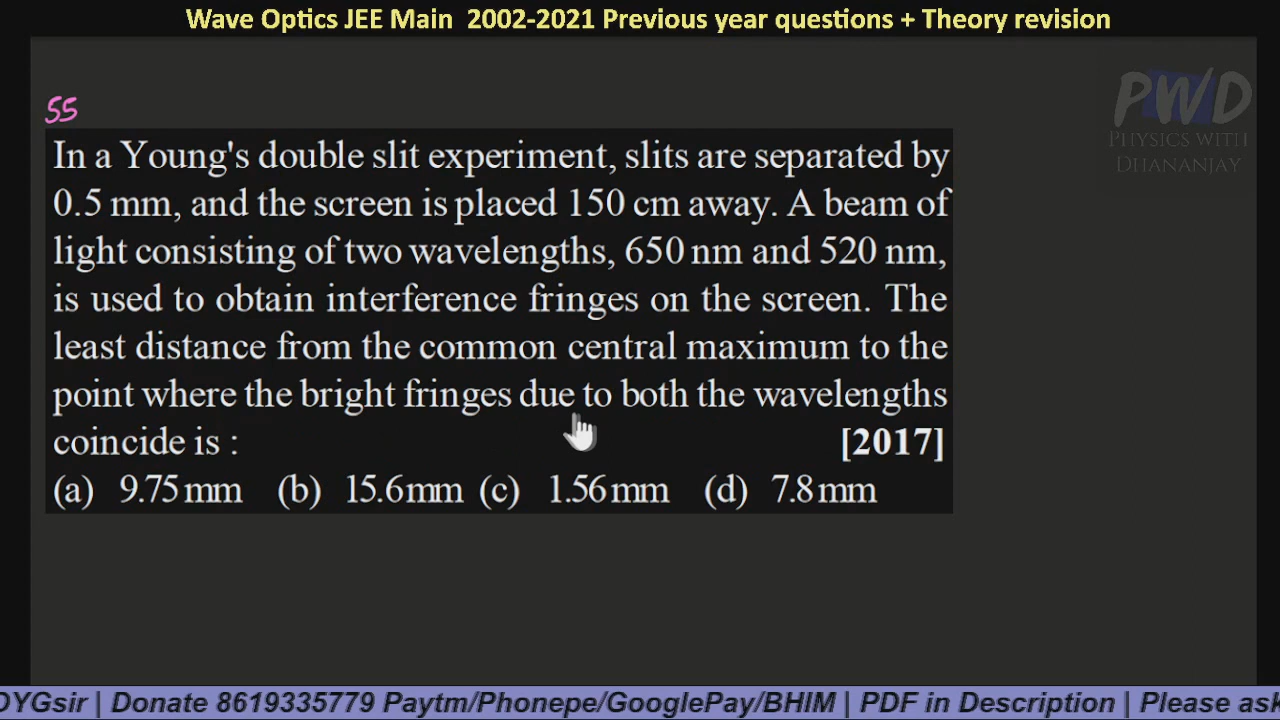 Wave Optics JEE Main 2002-2021 Previous year questions + Theory revision
PWD
PHYSICS WITH
DHANANJAY
55
In a Young's double slit experiment, slits are separated by
0.5 mm, and the screen is placed 150 cm away. A beam of
light consisting of two wavelengths, 650 nm and 520 nm,
is used to obtain interference fringes on the screen. The
least distance from the common central maximum to the
point where the bright fringes due to both the wavelengths
coincide is : [2017]
(a) 9.75 mm (b) 15.6 mm (c) 1.56 mm (d) 7.8 mm
DYGsir | Donate 8619335779 Paytm/Phonepe/GooglePay/BHIM | PDF in Description | Please ask